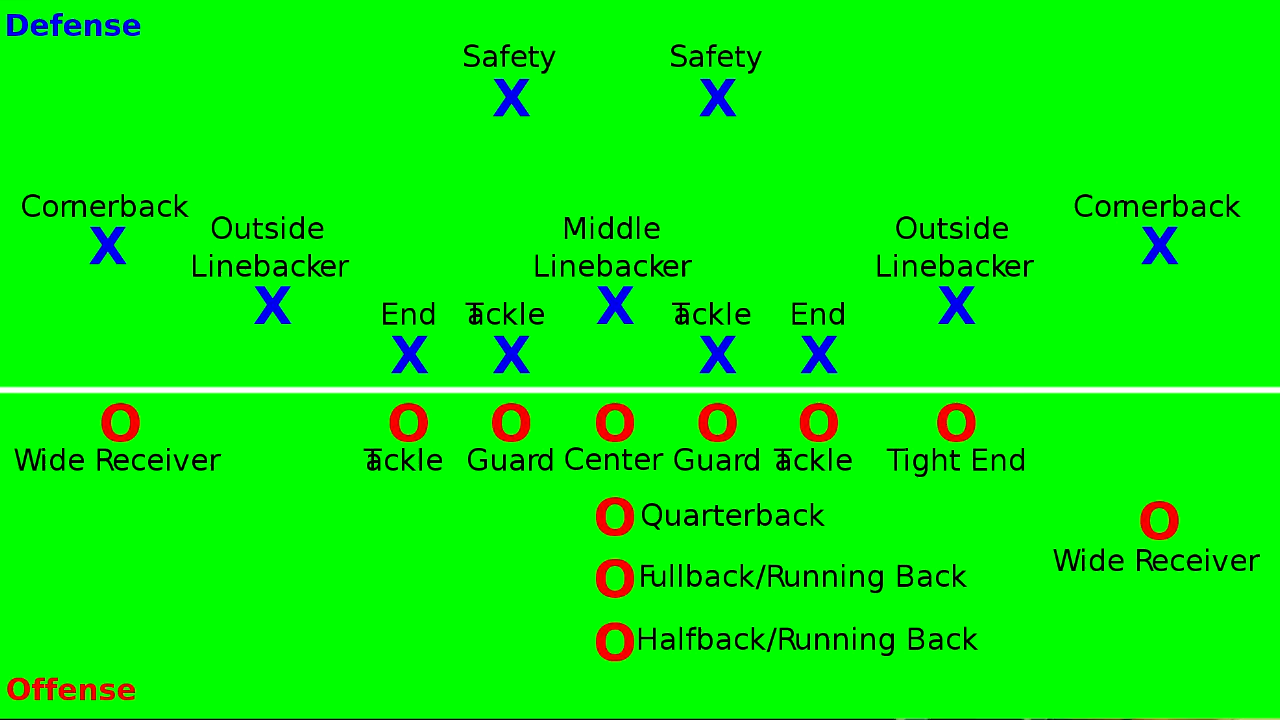 Defense
Safety Safety
X X
Cornerback Cornerback
Outside Middle Outside
Linebacker Linebacker Linebacker
X X
X X X
End Tackle Tackle End
X X X X
O O O O O O O
Wide Receiver Tackle Guard Center Guard Tackle Tight End
O Quarterback O
Wide Receiver
O Fullback/Running Back
O Halfback/Running Back
Offense